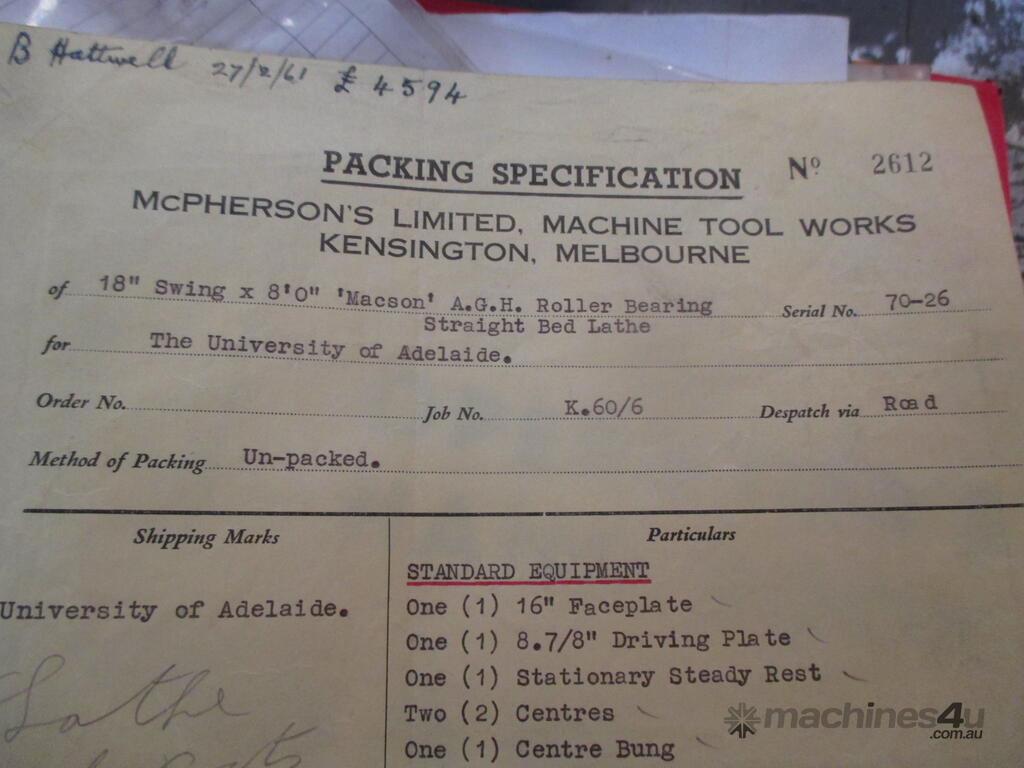 B Hattwell 27/2/61 £ 4594
PACKING SPECIFICATION Nº 2612
McPHERSON'S LIMITED, MACHINE TOOL WORKS
KENSINGTON, MELBOURNE
of 18" Swing x 8'0" 'Macson' A.G.H. Roller Bearing Serial No. 70-26
Straight Bed Lathe
for The University of Adelaide.
Order No. Job No. K.60/6 Despatch via Road
Method of Packing Un-packed.
Shipping Marks Particulars
STANDARD EQUIPMENT
University of Adelaide. One (1) 16" Faceplate
One (1) 8.7/8" Driving Plate
One (1) Stationary Steady Rest
Lathe Two (2) Centres
One (1) Centre Bung
machines4u
.com.au